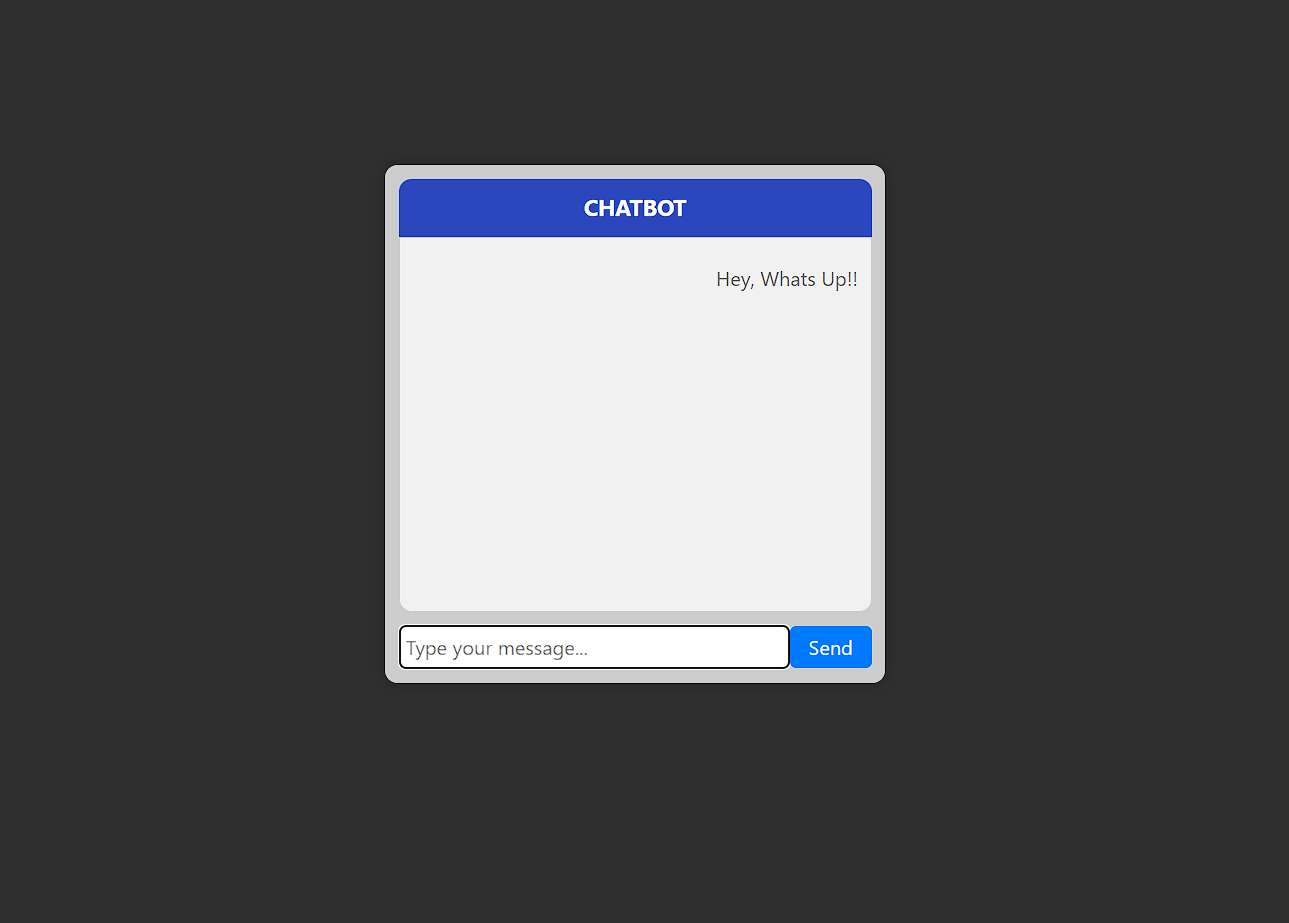 CHATBOT
Hey, Whats Up!!
Type your message...
Send